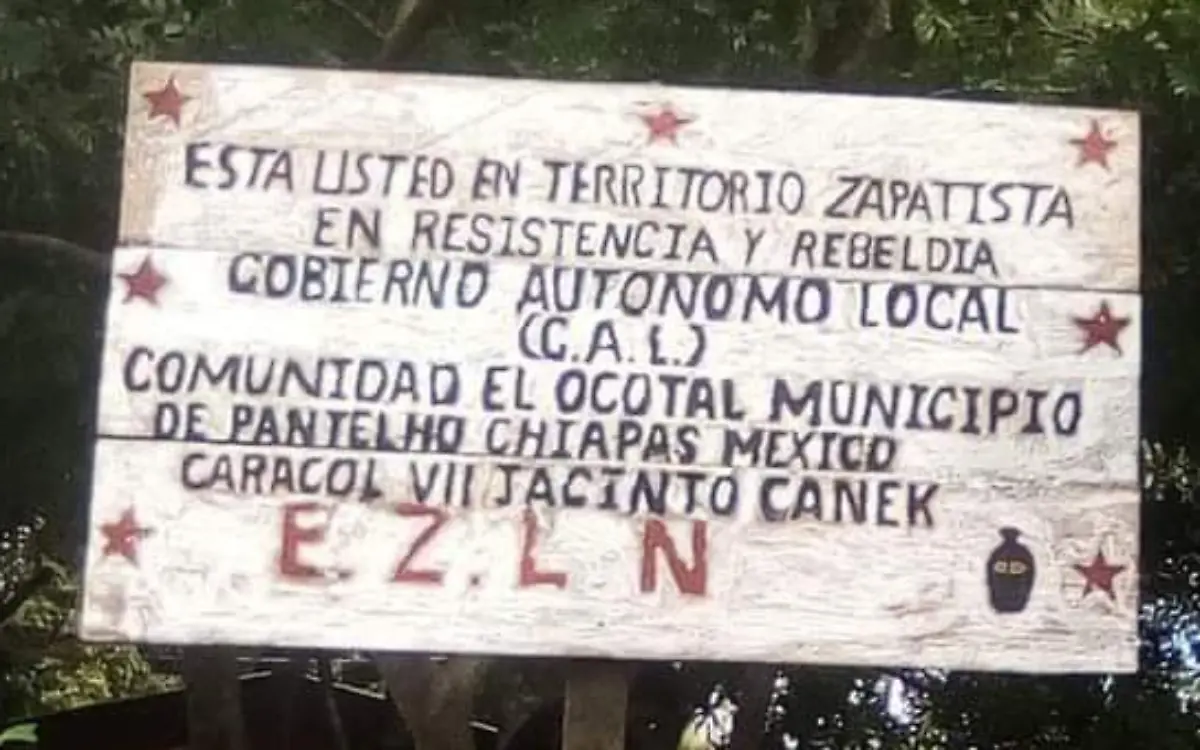 ESTA USTED EN TERRITORIO ZAPATISTA
EN RESISTENCIA Y REBELDIA
GOBIERNO AUTONOMO LOCAL
(G.A.L.)
COMUNIDAD EL OCOTAL MUNICIPIO
DE PANTELHO CHIAPAS MEXICO
CARACOL VII JACINTO CANEK
E.Z.L N